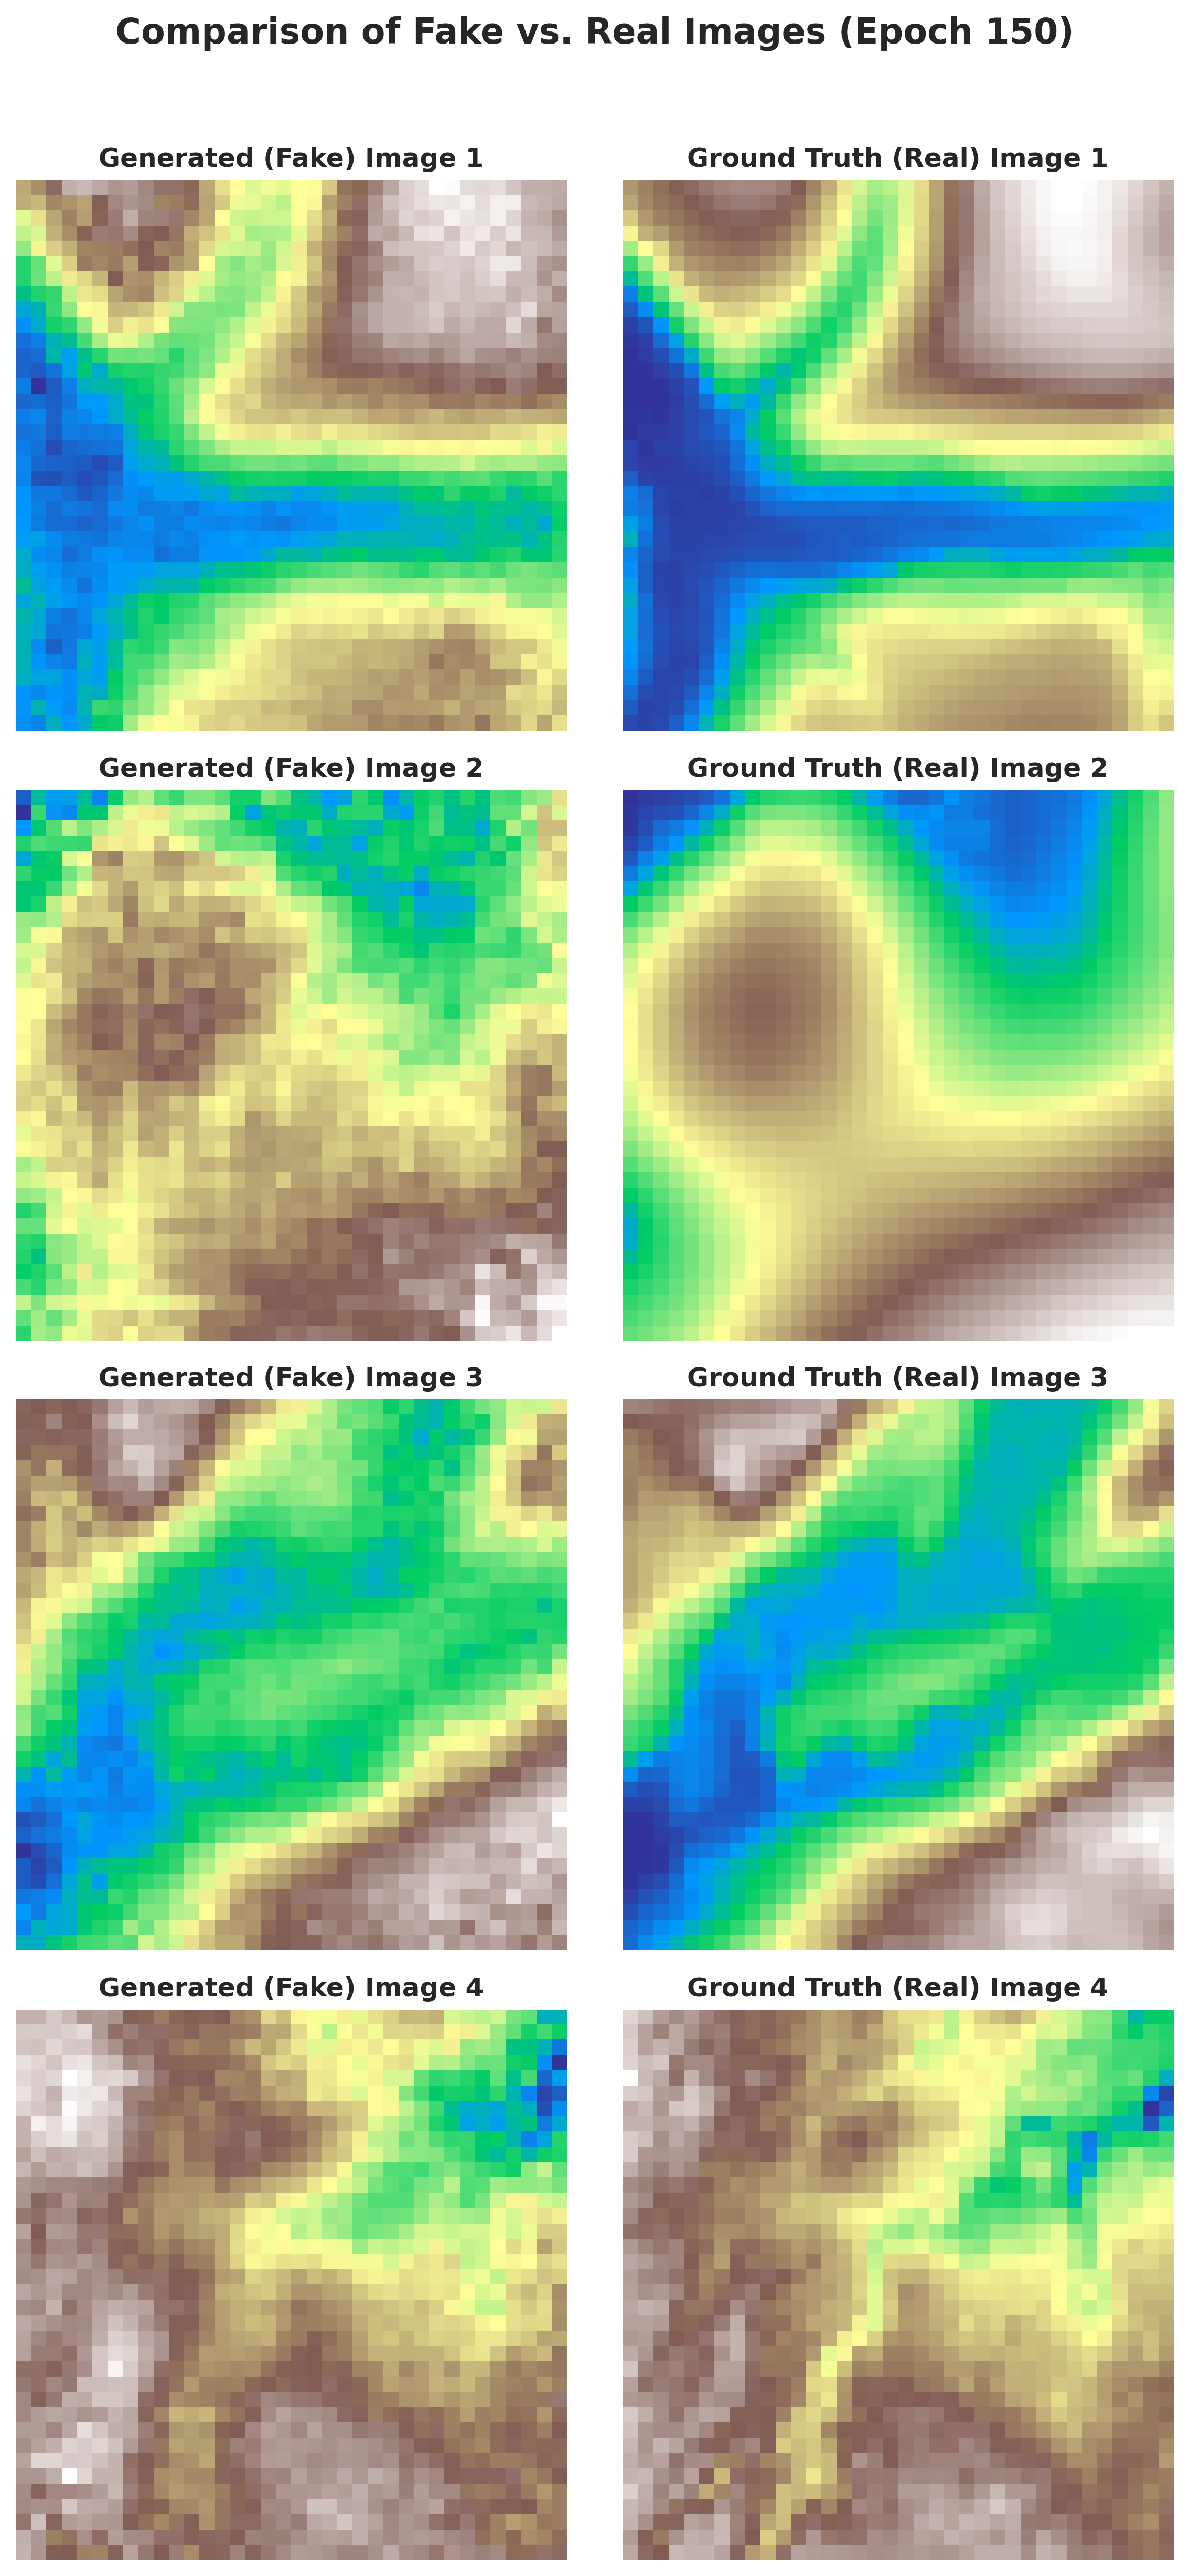 Comparison of Fake vs. Real Images (Epoch 150)
Generated (Fake) Image 1
Ground Truth (Real) Image 1
Generated (Fake) Image 2
Ground Truth (Real) Image 2
Generated (Fake) Image 3
Ground Truth (Real) Image 3
Generated (Fake) Image 4
Ground Truth (Real) Image 4